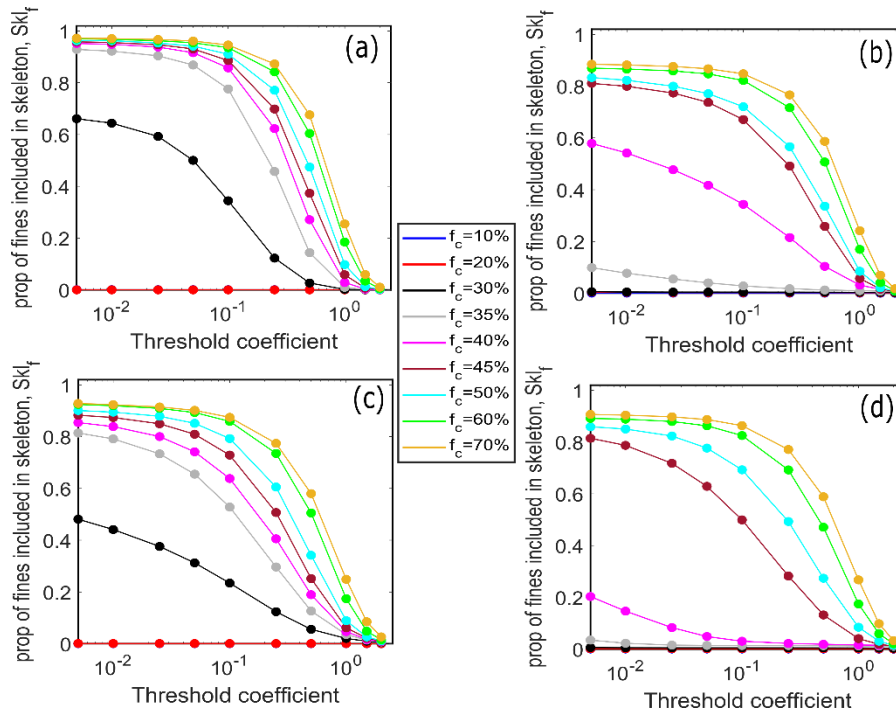 (a)
prop of fines included in skeleton, Skl_f
1
0.8
0.6
0.4
0.2
0
10^-2
10^-1
10^0
Threshold coefficient
(b)
prop of fines included in skeleton, Skl_f
1
0.8
0.6
0.4
0.2
0
10^-2
10^-1
10^0
Threshold coefficient
f_c=10%
f_c=20%
f_c=30%
f_c=35%
f_c=40%
f_c=45%
f_c=50%
f_c=60%
f_c=70%
(c)
prop of fines included in skeleton, Skl_f
1
0.8
0.6
0.4
0.2
0
10^-2
10^-1
10^0
Threshold coefficient
(d)
prop of fines included in skeleton, Skl_f
1
0.8
0.6
0.4
0.2
0
10^-2
10^-1
10^0
Threshold coefficient